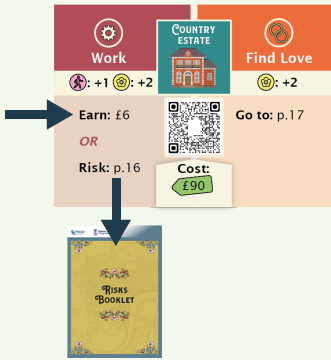 Work
COUNTRY
ESTATE
Find Love
: +1 : +2
: +2
Earn: £6
OR
Risk: p.16
Go to: p.17
Cost:
£90
RISKS
BOOKLET